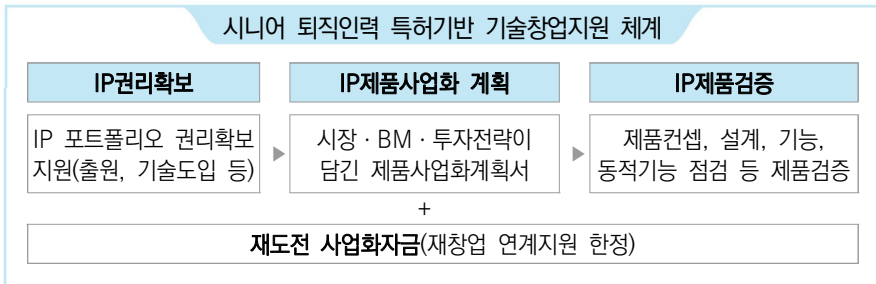 시니어 퇴직인력 특허기반 기술창업지원 체계
IP권리확보
IP제품사업화 계획
IP제품검증
IP 포트폴리오 권리확보
지원(출원, 기술도입 등)
시장 · BM · 투자전략이
담긴 제품사업화계획서
제품컨셉, 설계, 기능,
동적기능 점검 등 제품검증
+
재도전 사업화자금(재창업 연계지원 한정)